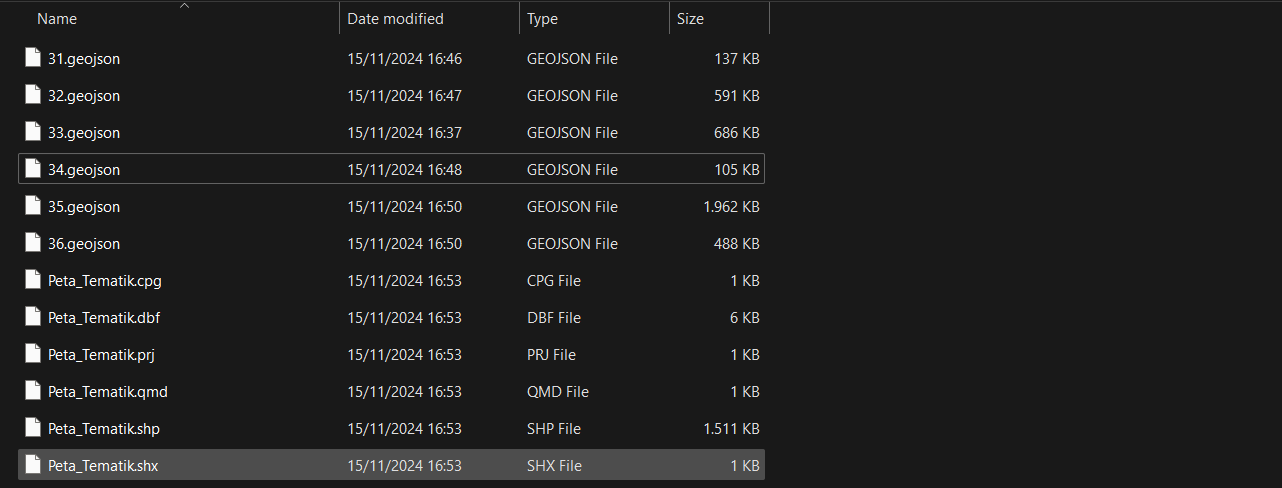 Name Date modified Type Size
31.geojson 15/11/2024 16:46 GEOJSON File 137 KB
32.geojson 15/11/2024 16:47 GEOJSON File 591 KB
33.geojson 15/11/2024 16:37 GEOJSON File 686 KB
34.geojson 15/11/2024 16:48 GEOJSON File 105 KB
35.geojson 15/11/2024 16:50 GEOJSON File 1.962 KB
36.geojson 15/11/2024 16:50 GEOJSON File 488 KB
Peta_Tematik.cpg 15/11/2024 16:53 CPG File 1 KB
Peta_Tematik.dbf 15/11/2024 16:53 DBF File 6 KB
Peta_Tematik.prj 15/11/2024 16:53 PRJ File 1 KB
Peta_Tematik.qmd 15/11/2024 16:53 QMD File 1 KB
Peta_Tematik.shp 15/11/2024 16:53 SHP File 1.511 KB
Peta_Tematik.shx 15/11/2024 16:53 SHX File 1 KB